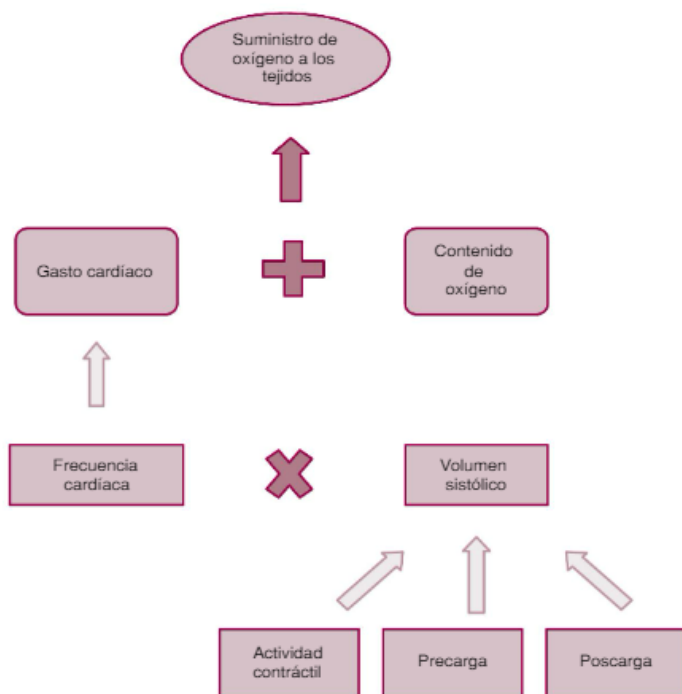 Suministro de
oxígeno a los
tejidos
Gasto cardíaco
Contenido
de
oxígeno
Frecuencia
cardíaca
Volumen
sistólico
Actividad
contráctil
Precarga
Poscarga